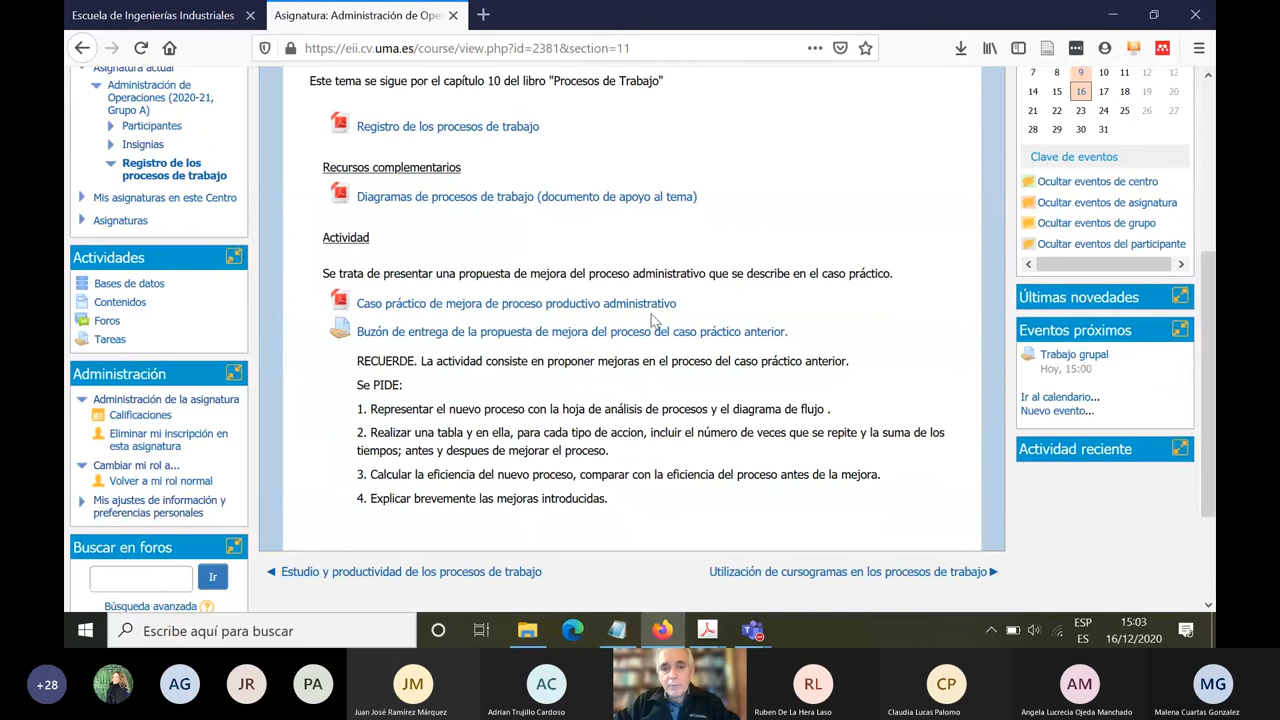 Escuela de Ingenierías Industriales
Asignatura: Administración de Ope
https://eii.cv.uma.es/course/view.php?id=2381&section=11
Asignatura actual
Administración de
Operaciones (2020-21,
Grupo A)
Participantes
Insignias
Registro de los
procesos de trabajo
Mis asignaturas en este Centro
Asignaturas
Actividades
Bases de datos
Contenidos
Foros
Tareas
Administración
Administración de la asignatura
Calificaciones
Eliminar mi inscripción en
esta asignatura
Cambiar mi rol a...
Volver a mi rol normal
Mis ajustes de información y
preferencias personales
Buscar en foros
Ir
Búsqueda avanzada
Este tema se sigue por el capítulo 10 del libro "Procesos de Trabajo"
Registro de los procesos de trabajo
Recursos complementarios
Diagramas de procesos de trabajo (documento de apoyo al tema)
Actividad
Se trata de presentar una propuesta de mejora del proceso administrativo que se describe en el caso práctico.
Caso práctico de mejora de proceso productivo administrativo
Buzón de entrega de la propuesta de mejora del proceso del caso práctico anterior.
RECUERDE. La actividad consiste en proponer mejoras en el proceso del caso práctico anterior.
Se PIDE:
1. Representar el nuevo proceso con la hoja de análisis de procesos y el diagrama de flujo .
2. Realizar una tabla y en ella, para cada tipo de accion, incluir el número de veces que se repite y la suma de los
tiempos; antes y despues de mejorar el proceso.
3. Calcular la eficiencia del nuevo proceso, comparar con la eficiencia del proceso antes de la mejora.
4. Explicar brevemente las mejoras introducidas.
◄ Estudio y productividad de los procesos de trabajo
Utilización de cursogramas en los procesos de trabajo►
7 8 9 10 11 12 13
14 15 16 17 18 19 20
21 22 23 24 25 26 27
28 29 30 31
Clave de eventos
Ocultar eventos de centro
Ocultar eventos de asignatura
Ocultar eventos de grupo
Ocultar eventos del participante
Últimas novedades
Eventos próximos
Trabajo grupal
Hoy, 15:00
Ir al calendario...
Nuevo evento...
Actividad reciente
Escribe aquí para buscar
ESP
ES
15:03
16/12/2020
+28
AG
JR
PA
JM
Juan José Ramírez Márquez
AC
Adrian Trujillo Cardoso
RL
Ruben De La Hera Laso
CP
Claudia Lucas Palomo
AM
Angela Lucrecia Ojeda Manchado
MG
Malena Cuartas Gonzalez